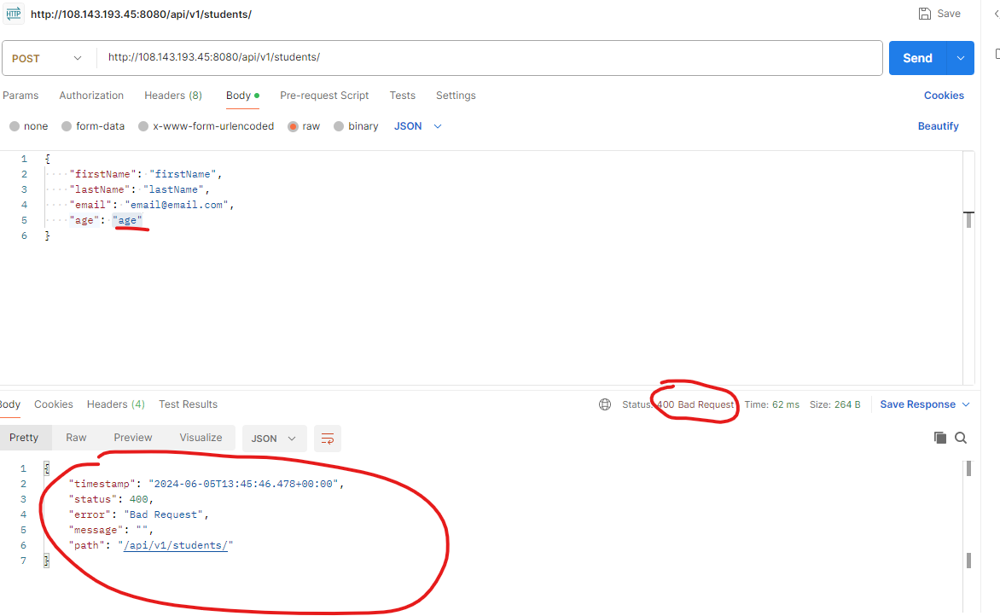 HTTP http://108.143.193.45:8080/api/v1/students/ Save
POST http://108.143.193.45:8080/api/v1/students/ Send
Params Authorization Headers (8) Body Pre-request Script Tests Settings Cookies
none form-data x-www-form-urlencoded raw binary JSON Beautify
1 {
2 "firstName": "firstName",
3 "lastName": "lastName",
4 "email": "email@email.com",
5 "age": "age"
6 }
Body Cookies Headers (4) Test Results Status: 400 Bad Request Time: 62 ms Size: 264 B Save Response
Pretty Raw Preview Visualize JSON
1 {
2 "timestamp": "2024-06-05T13:45:46.478+00:00",
3 "status": 400,
4 "error": "Bad Request",
5 "message": "",
6 "path": "/api/v1/students/"
7 }